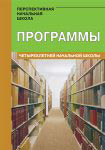 ПЕРСПЕКТИВНАЯ
НАЧАЛЬНАЯ
ШКОЛА
ПРОГРАММЫ
ЧЕТЫРЕХЛЕТНЕЙ НАЧАЛЬНОЙ ШКОЛЫ